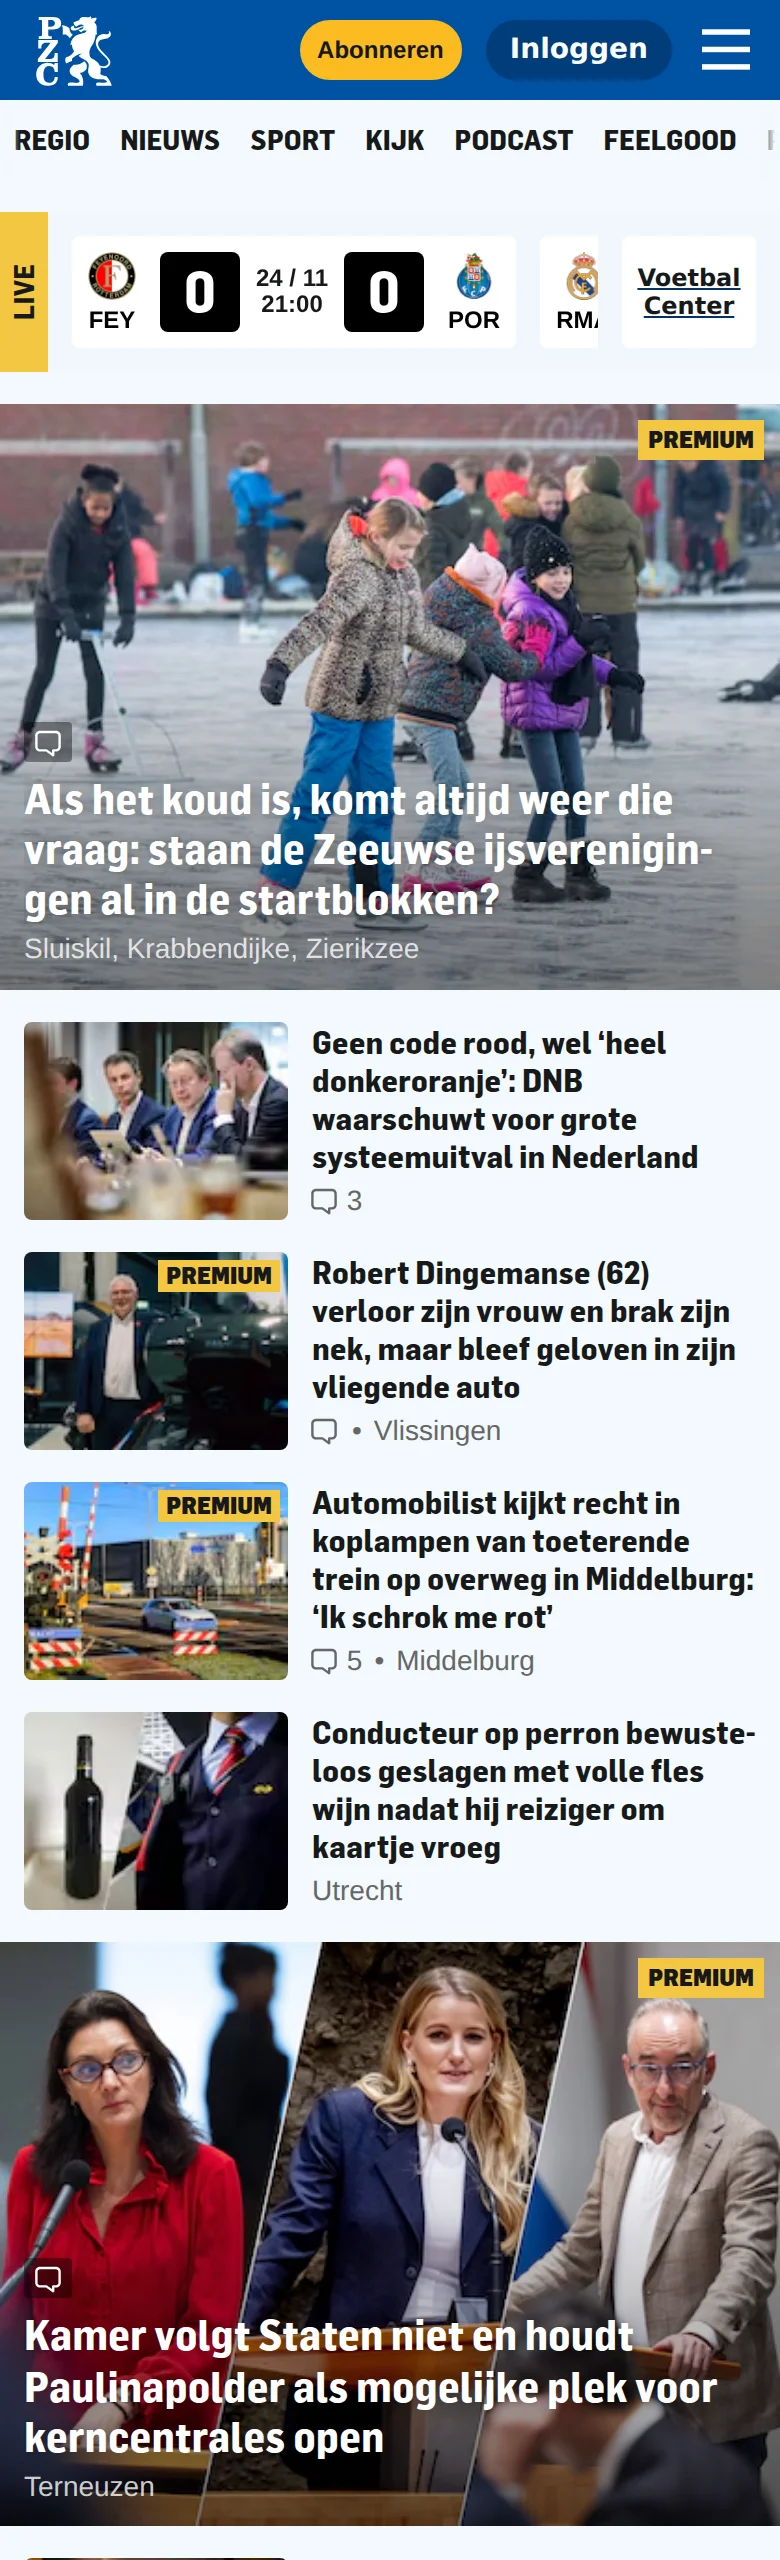 PZC
Abonneren
Inloggen
REGIO NIEUWS SPORT KIJK PODCAST FEELGOOD
LIVE
FEY
0
24 / 11
21:00
0
POR
RMA
Voetbal
Center
PREMIUM
Als het koud is, komt altijd weer die
vraag: staan de Zeeuwse ijsverenigin-
gen al in de startblokken?
Sluiskil, Krabbendijke, Zierikzee
Geen code rood, wel ‘heel
donkeroranje’: DNB
waarschuwt voor grote
systeemuitval in Nederland
3
PREMIUM
Robert Dingemanse (62)
verloor zijn vrouw en brak zijn
nek, maar bleef geloven in zijn
vliegende auto
• Vlissingen
PREMIUM
Automobilist kijkt recht in
koplampen van toeterende
trein op overweg in Middelburg:
‘Ik schrok me rot’
5 • Middelburg
Conducteur op perron bewuste-
loos geslagen met volle fles
wijn nadat hij reiziger om
kaartje vroeg
Utrecht
PREMIUM
Kamer volgt Staten niet en houdt
Paulinapolder als mogelijke plek voor
kerncentrales open
Terneuzen